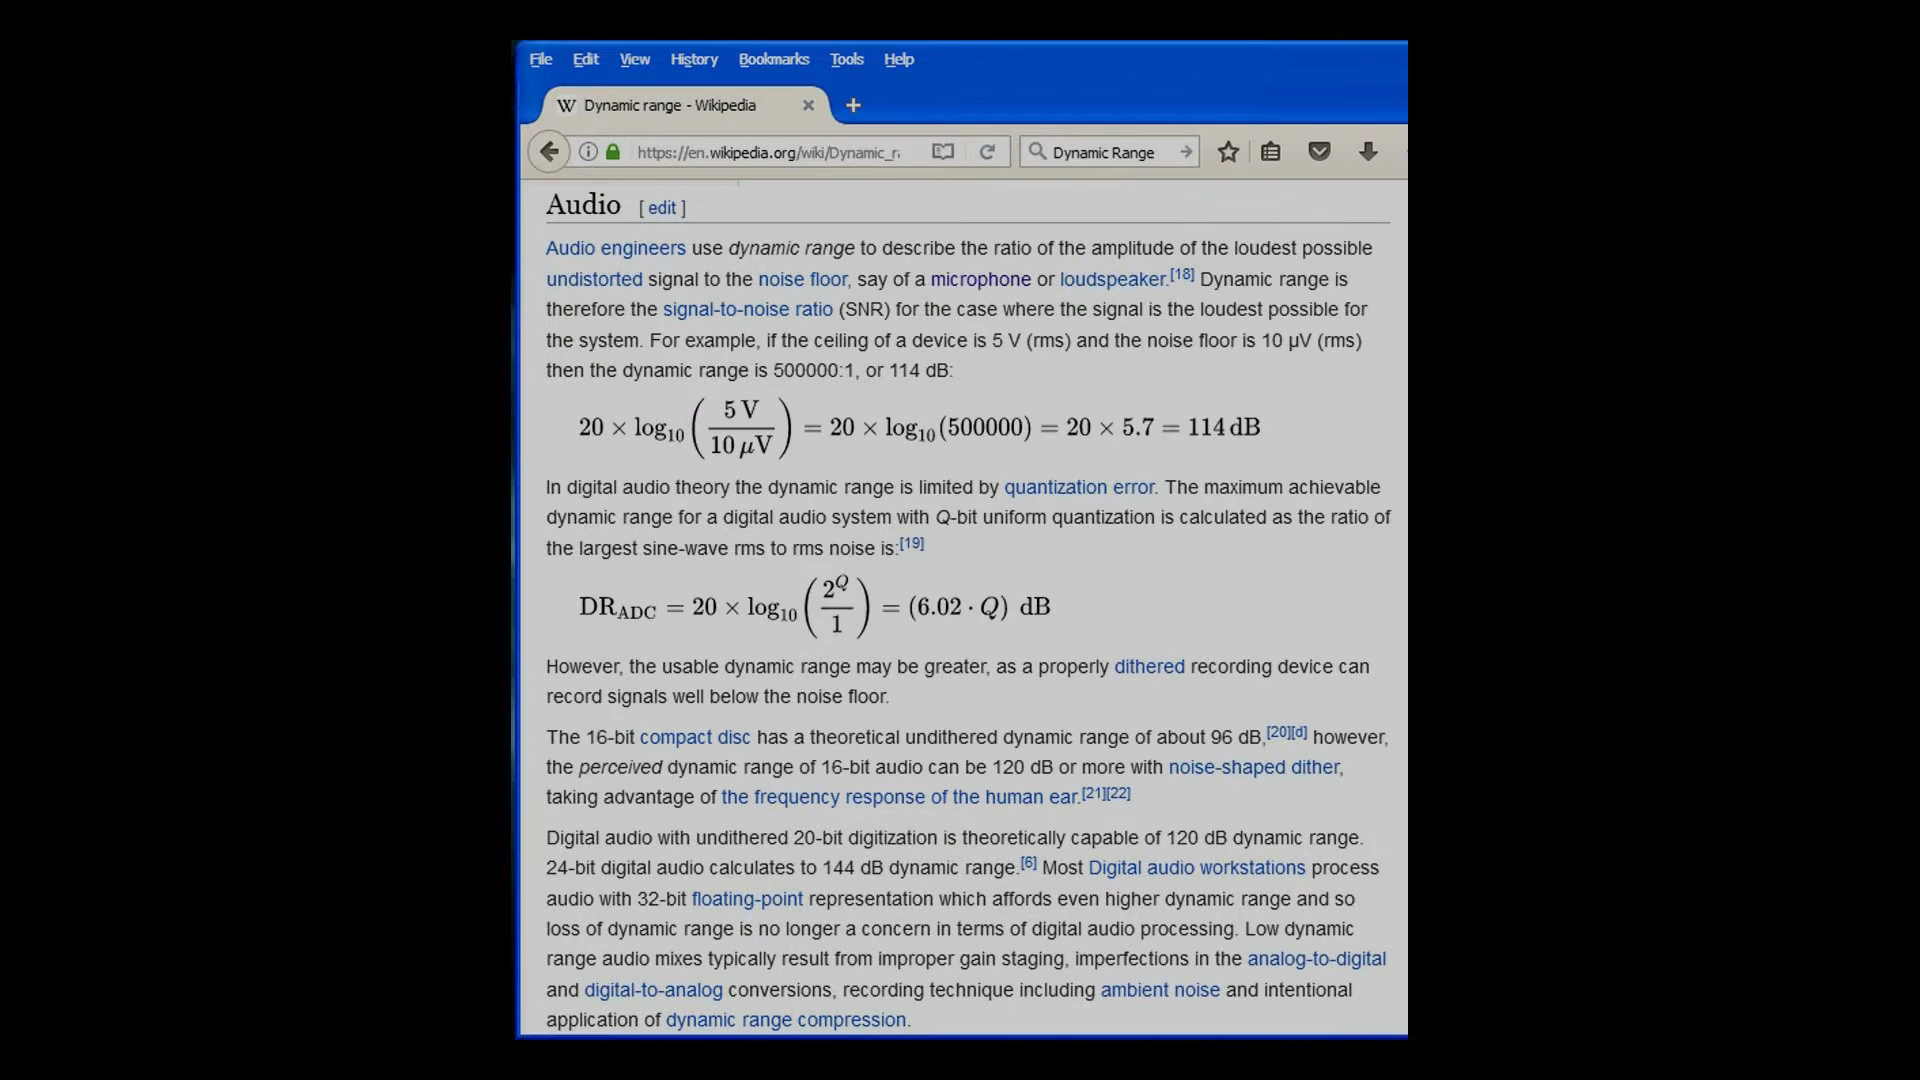 File Edit View History Bookmarks Tools Help
W Dynamic range - Wikipedia × +
https://en.wikipedia.org/wiki/Dynamic_r Dynamic Range
Audio [ edit ]
Audio engineers use dynamic range to describe the ratio of the amplitude of the loudest possible
undistorted signal to the noise floor, say of a microphone or loudspeaker.[18] Dynamic range is
therefore the signal-to-noise ratio (SNR) for the case where the signal is the loudest possible for
the system. For example, if the ceiling of a device is 5 V (rms) and the noise floor is 10 µV (rms)
then the dynamic range is 500000:1, or 114 dB:
20 × log₁₀ (5 V / 10 µV) = 20 × log₁₀(500000) = 20 × 5.7 = 114 dB
In digital audio theory the dynamic range is limited by quantization error. The maximum achievable
dynamic range for a digital audio system with Q-bit uniform quantization is calculated as the ratio of
the largest sine-wave rms to rms noise is:[19]
DR_ADC = 20 × log₁₀ (2^Q / 1) = (6.02 · Q) dB
However, the usable dynamic range may be greater, as a properly dithered recording device can
record signals well below the noise floor.
The 16-bit compact disc has a theoretical undithered dynamic range of about 96 dB,[20][d] however,
the perceived dynamic range of 16-bit audio can be 120 dB or more with noise-shaped dither,
taking advantage of the frequency response of the human ear.[21][22]
Digital audio with undithered 20-bit digitization is theoretically capable of 120 dB dynamic range.
24-bit digital audio calculates to 144 dB dynamic range.[6] Most Digital audio workstations process
audio with 32-bit floating-point representation which affords even higher dynamic range and so
loss of dynamic range is no longer a concern in terms of digital audio processing. Low dynamic
range audio mixes typically result from improper gain staging, imperfections in the analog-to-digital
and digital-to-analog conversions, recording technique including ambient noise and intentional
application of dynamic range compression.